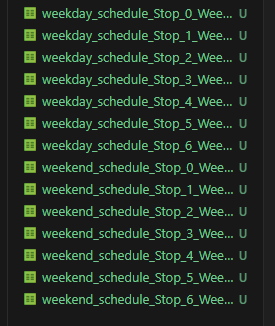 weekday_schedule_Stop_0_Wee... U
weekday_schedule_Stop_1_Wee... U
weekday_schedule_Stop_2_Wee... U
weekday_schedule_Stop_3_Wee... U
weekday_schedule_Stop_4_Wee... U
weekday_schedule_Stop_5_Wee... U
weekday_schedule_Stop_6_Wee... U
weekend_schedule_Stop_0_Wee... U
weekend_schedule_Stop_1_Wee... U
weekend_schedule_Stop_2_Wee... U
weekend_schedule_Stop_3_Wee... U
weekend_schedule_Stop_4_Wee... U
weekend_schedule_Stop_5_Wee... U
weekend_schedule_Stop_6_Wee... U